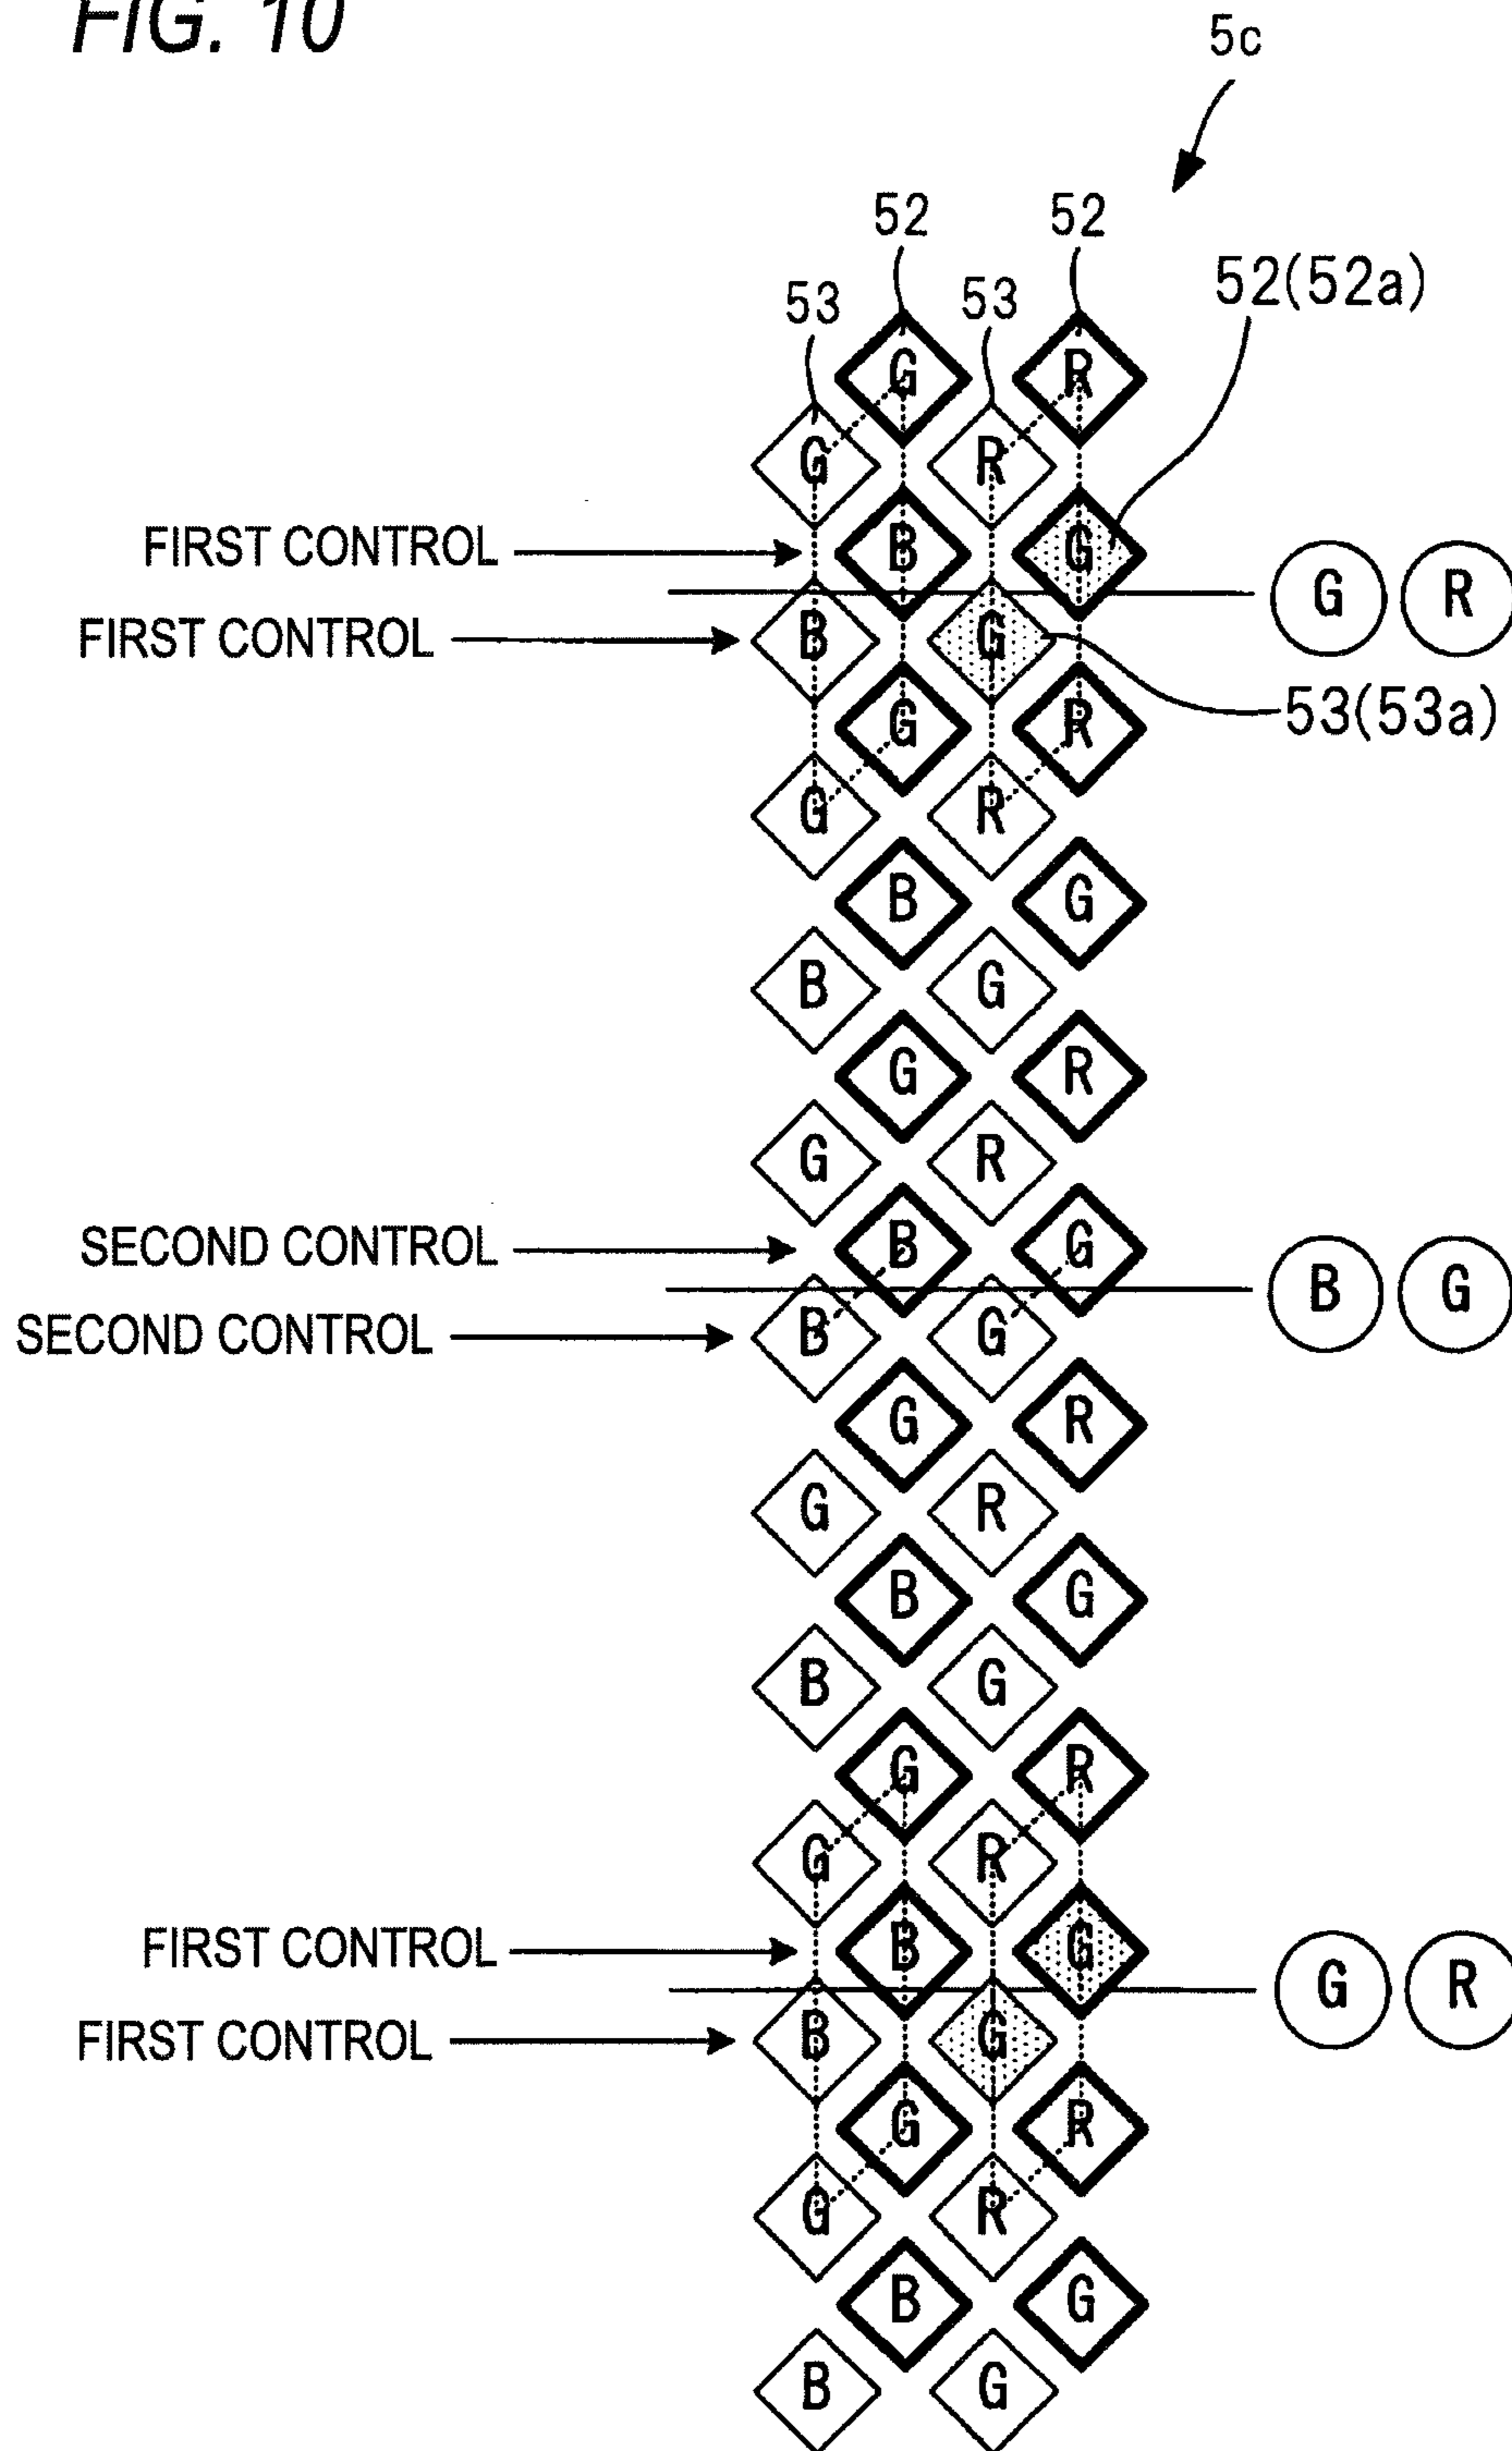 FIG. 10
5c
52 52
52(52a)
53 53
G R
G R
FIRST CONTROL B G
G R
FIRST CONTROL B G
53(53a)
G R
G R
B G
B G
G R
G R
SECOND CONTROL B G
B G
SECOND CONTROL B G
G R
G R
B G
B G
G R
G R
FIRST CONTROL B G
G R
FIRST CONTROL B G
G R
G R
B G
B G